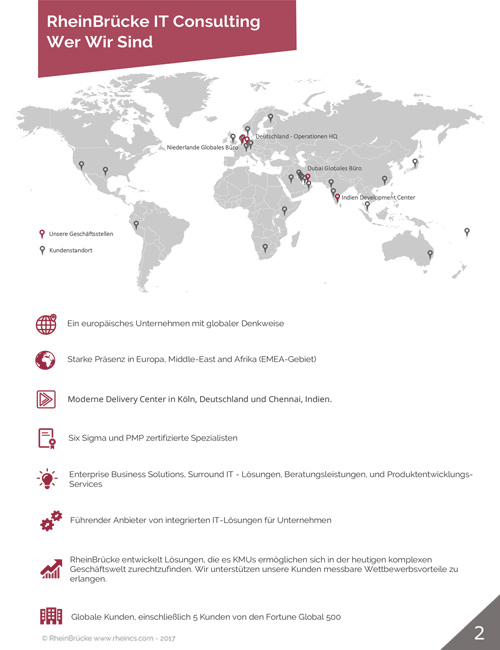 RheinBrücke IT Consulting
Wer Wir Sind
Deutschland - Operationen HQ
Niederlande Globales Büro
Dubai Globales Büro
Indien Development Center
Unsere Geschäftsstellen
Kundenstandort
Ein europäisches Unternehmen mit globaler Denkweise
Starke Präsenz in Europa, Middle-East and Afrika (EMEA-Gebiet)
Moderne Delivery Center in Köln, Deutschland und Chennai, Indien.
Six Sigma und PMP zertifizierte Spezialisten
Enterprise Business Solutions, Surround IT - Lösungen, Beratungsleistungen, und Produktentwicklungs-
Services
Führender Anbieter von integrierten IT-Lösungen für Unternehmen
RheinBrücke entwickelt Lösungen, die es KMUs ermöglichen sich in der heutigen komplexen
Geschäftswelt zurechtzufinden. Wir unterstützen unsere Kunden messbare Wettbewerbsvorteile zu
erlangen.
Globale Kunden, einschließlich 5 Kunden von den Fortune Global 500
© RheinBrücke www.rheincs.com - 2017
2